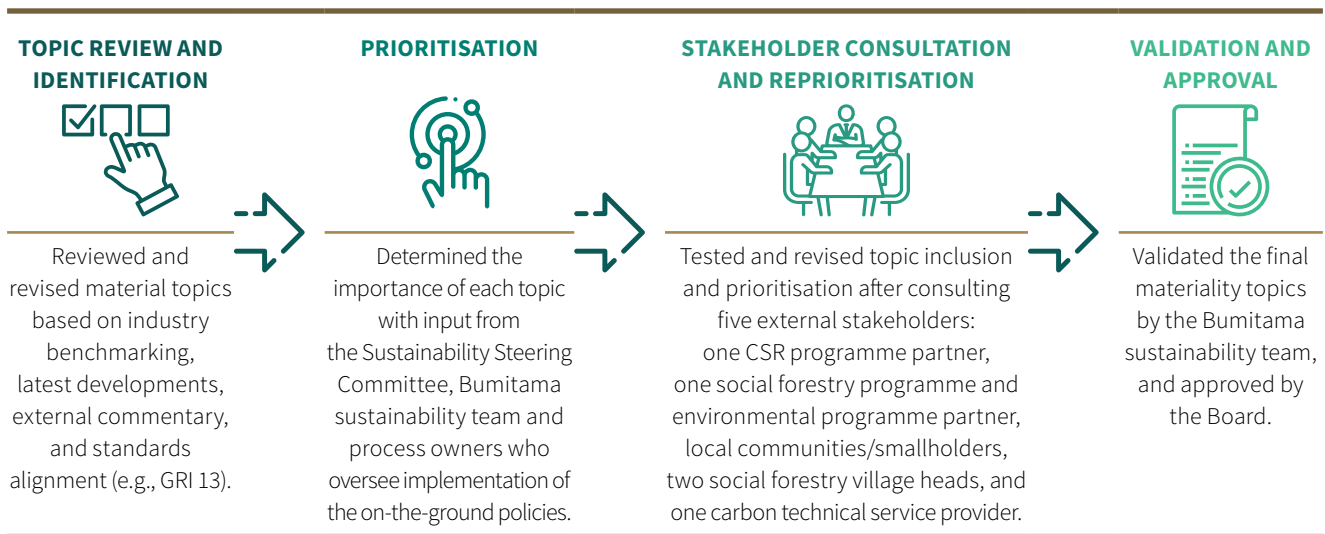 TOPIC REVIEW AND
IDENTIFICATION
Reviewed and
revised material topics
based on industry
benchmarking,
latest developments,
external commentary,
and standards
alignment (e.g., GRI 13).
PRIORITISATION
Determined the
importance of each topic
with input from
the Sustainability Steering
Committee, Bumitama
sustainability team and
process owners who
oversee implementation of
the on-the-ground policies.
STAKEHOLDER CONSULTATION
AND REPRIORITISATION
Tested and revised topic inclusion
and prioritisation after consulting
five external stakeholders:
one CSR programme partner,
one social forestry programme and
environmental programme partner,
local communities/smallholders,
two social forestry village heads, and
one carbon technical service provider.
VALIDATION AND
APPROVAL
Validated the final
materiality topics
by the Bumitama
sustainability team,
and approved by
the Board.